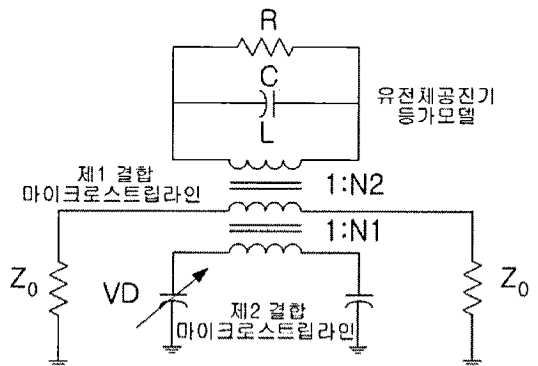 R
C
L
유전체공진기
등가모델
제1 결합
마이크로스트립라인
1:N2
1:N1
Z0
VD
제2 결합
마이크로스트립라인
Z0